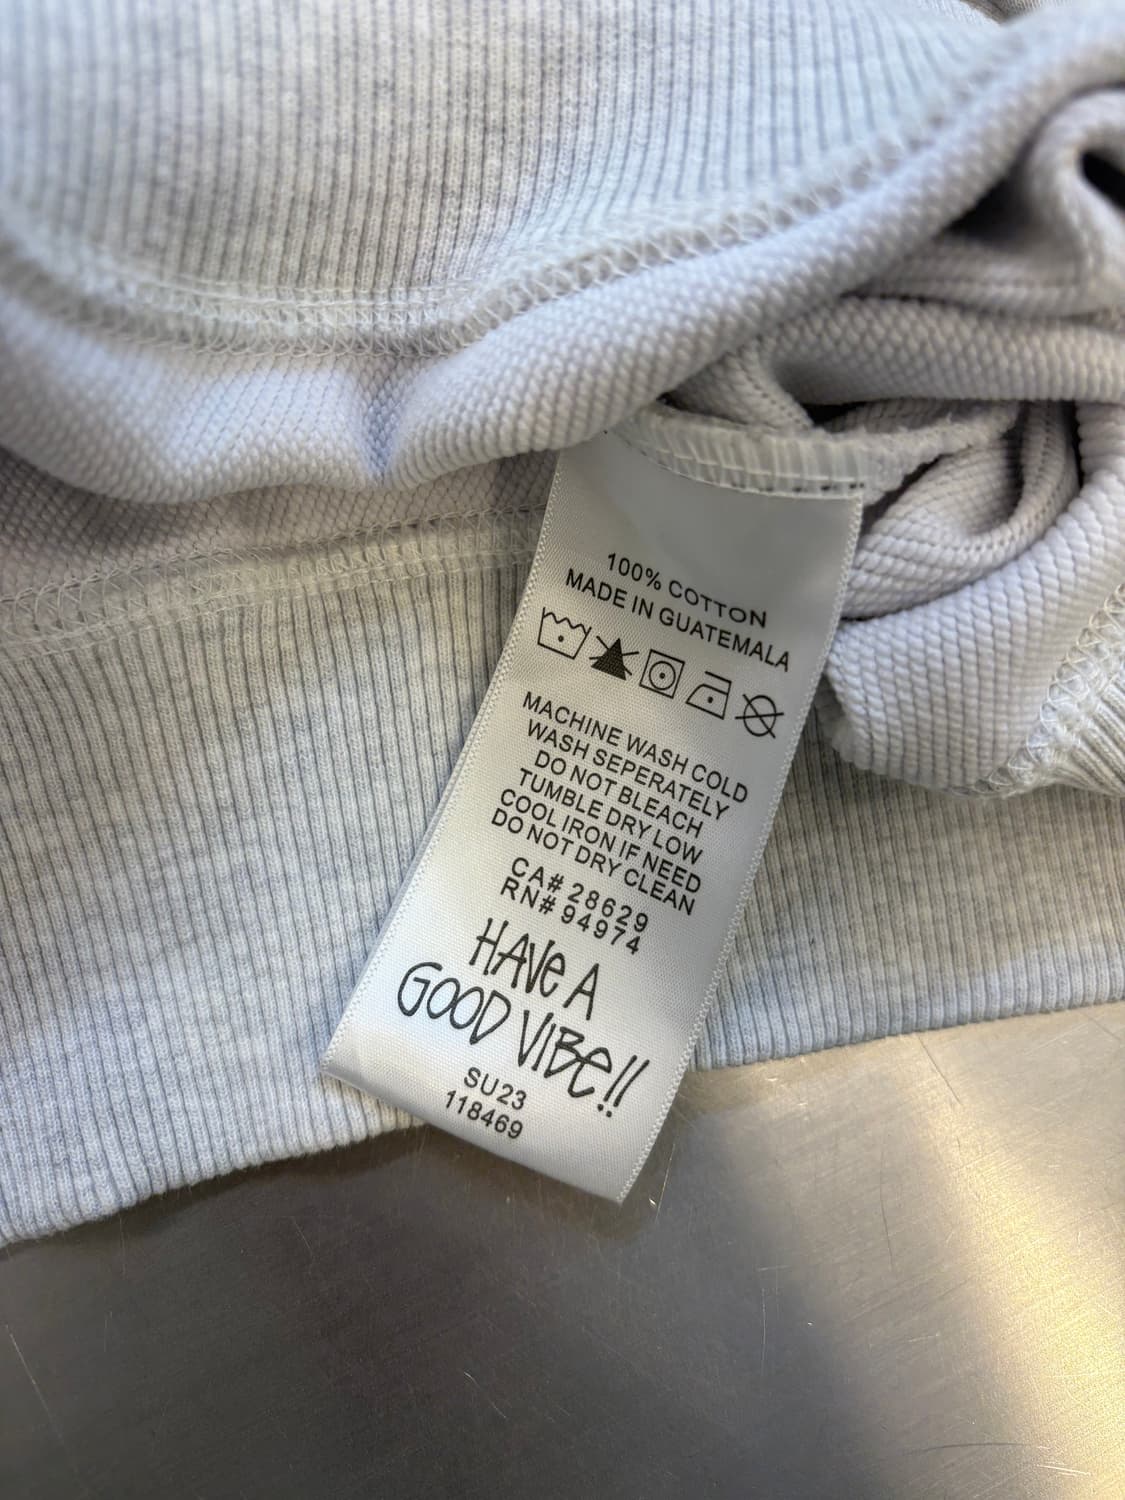 100% COTTON
MADE IN GUATEMALA
MACHINE WASH COLD
WASH SEPERATELY
DO NOT BLEACH
TUMBLE DRY LOW
COOL IRON IF NEED
DO NOT DRY CLEAN
CA# 28629
RN# 94974
HAVE A
GOOD VIBE!!
SU23
118469